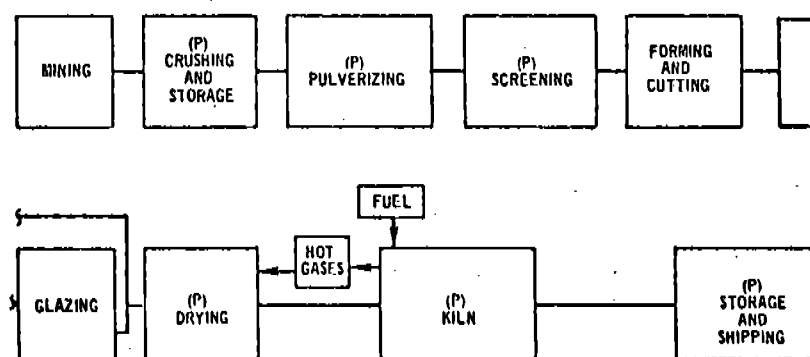 MINING
(P)
CRUSHING
AND
STORAGE
(P)
PULVERIZING
(P)
SCREENING
FORMING
AND
CUTTING
FUEL
HOT
GASES
GLAZING
(P)
DRYING
(P)
KILN
(P)
STORAGE
AND
SHIPPING